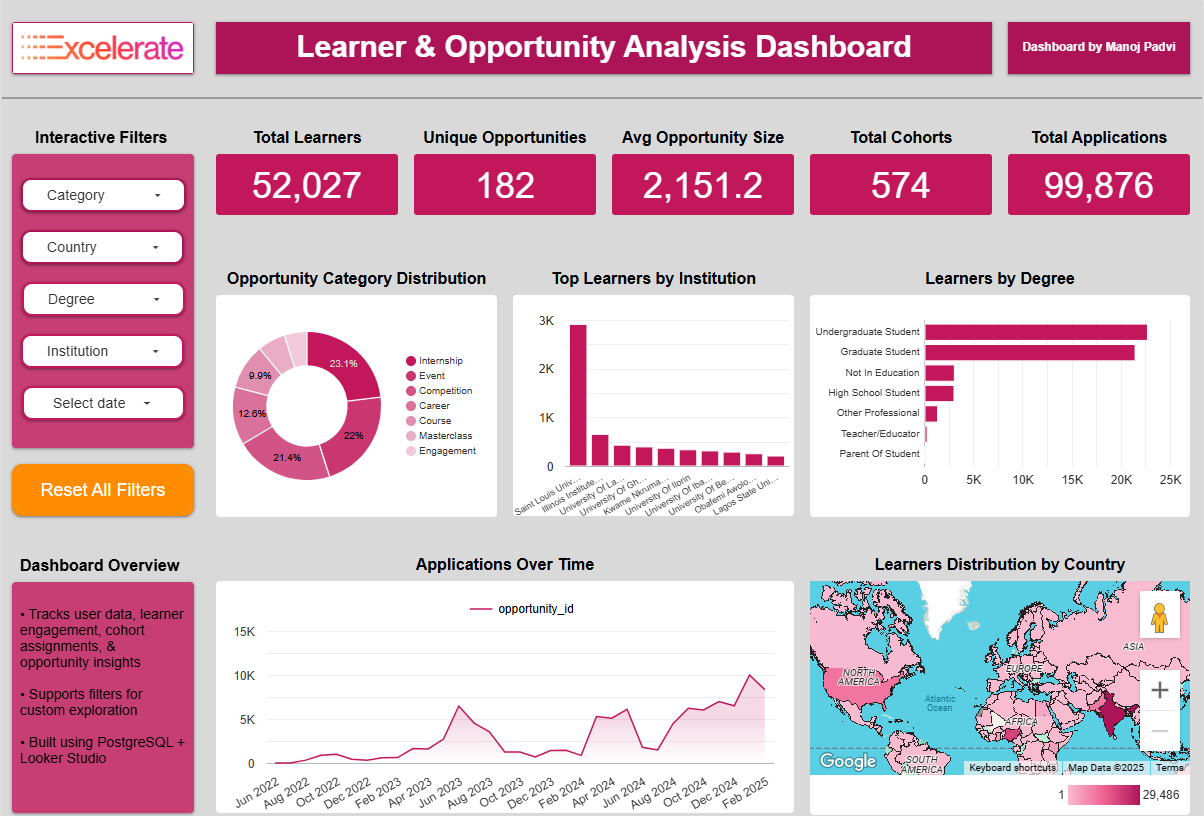 Excelerate
Learner & Opportunity Analysis Dashboard
Dashboard by Manoj Padvi
Interactive Filters
Category
Country
Degree
Institution
Select date
Reset All Filters
Total Learners
52,027
Unique Opportunities
182
Avg Opportunity Size
2,151.2
Total Cohorts
574
Total Applications
99,876
Opportunity Category Distribution
23.1%
22%
21.4%
12.6%
9.9%
Internship
Event
Competition
Career
Course
Masterclass
Engagement
Top Learners by Institution
3K
2K
1K
0
Saint Louis Univ…
Illinois Institute…
University Of La…
University Of Gh…
Kwame Nkruma…
University Of Ilorin
University Of Iba…
University Of Be…
Obafemi Awolo…
Lagos State Uni…
Learners by Degree
Undergraduate Student
Graduate Student
Not In Education
High School Student
Other Professional
Teacher/Educator
Parent Of Student
0
5K
10K
15K
20K
25K
Dashboard Overview
• Tracks user data, learner
engagement, cohort
assignments, &
opportunity insights
• Supports filters for
custom exploration
• Built using PostgreSQL +
Looker Studio
Applications Over Time
opportunity_id
15K
10K
5K
0
Jun 2022
Aug 2022
Oct 2022
Dec 2022
Feb 2023
Apr 2023
Jun 2023
Aug 2023
Oct 2023
Dec 2023
Feb 2024
Apr 2024
Jun 2024
Aug 2024
Oct 2024
Dec 2024
Feb 2025
Learners Distribution by Country
ASIA
NORTH
AMERICA
EUROPE
Atlantic
Ocean
AFRICA
SOUTH
AMERICA
+
−
Google
Keyboard shortcuts
Map Data ©2025
Terms
1
29,486